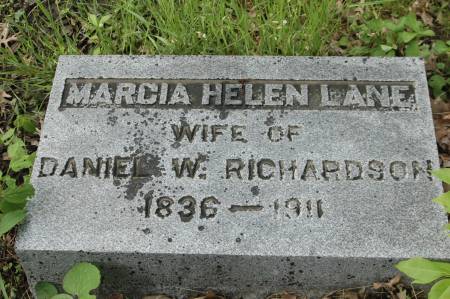 MARCIA HELEN LANE
WIFE OF
DANIEL W. RICHARDSON
1836 — 1911